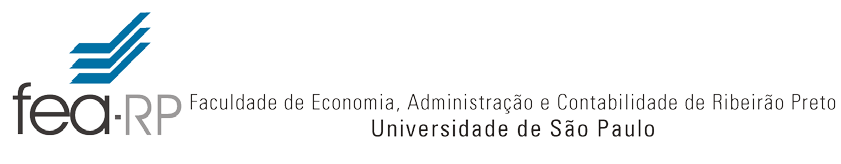 fea-RP
Faculdade de Economia, Administração e Contabilidade de Ribeirão Preto
Universidade de São Paulo